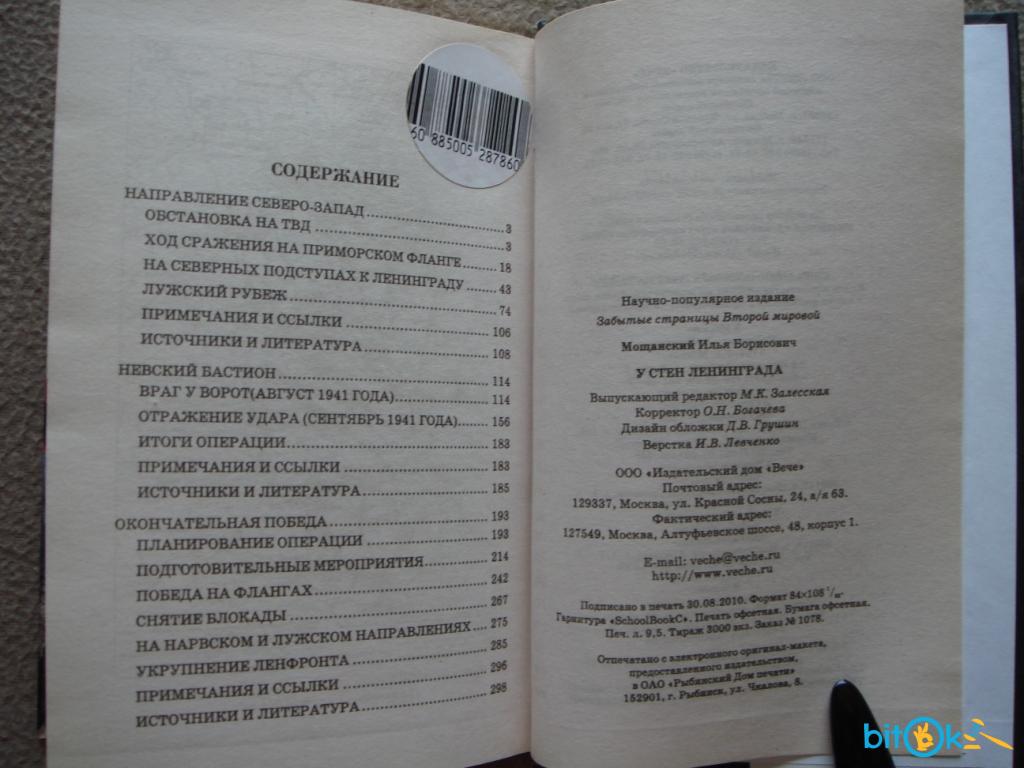 60 885005 287860
СОДЕРЖАНИЕ
НАПРАВЛЕНИЕ СЕВЕРО-ЗАПАД 3
ОБСТАНОВКА НА ТВД 3
ХОД СРАЖЕНИЯ НА ПРИМОРСКОМ ФЛАНГЕ 18
НА СЕВЕРНЫХ ПОДСТУПАХ К ЛЕНИНГРАДУ 43
ЛУЖСКИЙ РУБЕЖ 74
ПРИМЕЧАНИЯ И ССЫЛКИ 106
ИСТОЧНИКИ И ЛИТЕРАТУРА 108
НЕВСКИЙ БАСТИОН 114
ВРАГ У ВОРОТ(АВГУСТ 1941 ГОДА) 114
ОТРАЖЕНИЕ УДАРА (СЕНТЯБРЬ 1941 ГОДА) 156
ИТОГИ ОПЕРАЦИИ 183
ПРИМЕЧАНИЯ И ССЫЛКИ 183
ИСТОЧНИКИ И ЛИТЕРАТУРА 185
ОКОНЧАТЕЛЬНАЯ ПОБЕДА 193
ПЛАНИРОВАНИЕ ОПЕРАЦИИ 193
ПОДГОТОВИТЕЛЬНЫЕ МЕРОПРИЯТИЯ 214
ПОБЕДА НА ФЛАНГАХ 242
СНЯТИЕ БЛОКАДЫ 267
НА НАРВСКОМ И ЛУЖСКОМ НАПРАВЛЕНИЯХ 275
УКРУПНЕНИЕ ЛЕНФРОНТА 285
ПРИМЕЧАНИЯ И ССЫЛКИ 296
ИСТОЧНИКИ И ЛИТЕРАТУРА 298
Научно-популярное издание
Забытые страницы Второй мировой
Мощанский Илья Борисович
У СТЕН ЛЕНИНГРАДА
Выпускающий редактор М.К. Залесская
Корректор О.Н. Богачева
Дизайн обложки Д.В. Грушин
Верстка И.В. Левченко
ООО «Издательский дом «Вече»
Почтовый адрес:
129337, Москва, ул. Красной Сосны, 24, а/я 63.
Фактический адрес:
127549, Москва, Алтуфьевское шоссе, 48, корпус 1.
E-mail: veche@veche.ru
http://www.veche.ru
Подписано в печать 30.08.2010. Формат 84×108 1/32.
Гарнитура «SchoolBookC». Печать офсетная. Бумага офсетная.
Печ. л. 9,5. Тираж 3000 экз. Заказ № 1078.
Отпечатано с электронного оригинал-макета,
предоставленного издательством,
в ОАО «Рыбинский Дом печати»
152901, г. Рыбинск, ул. Чкалова, 8.
bitOk